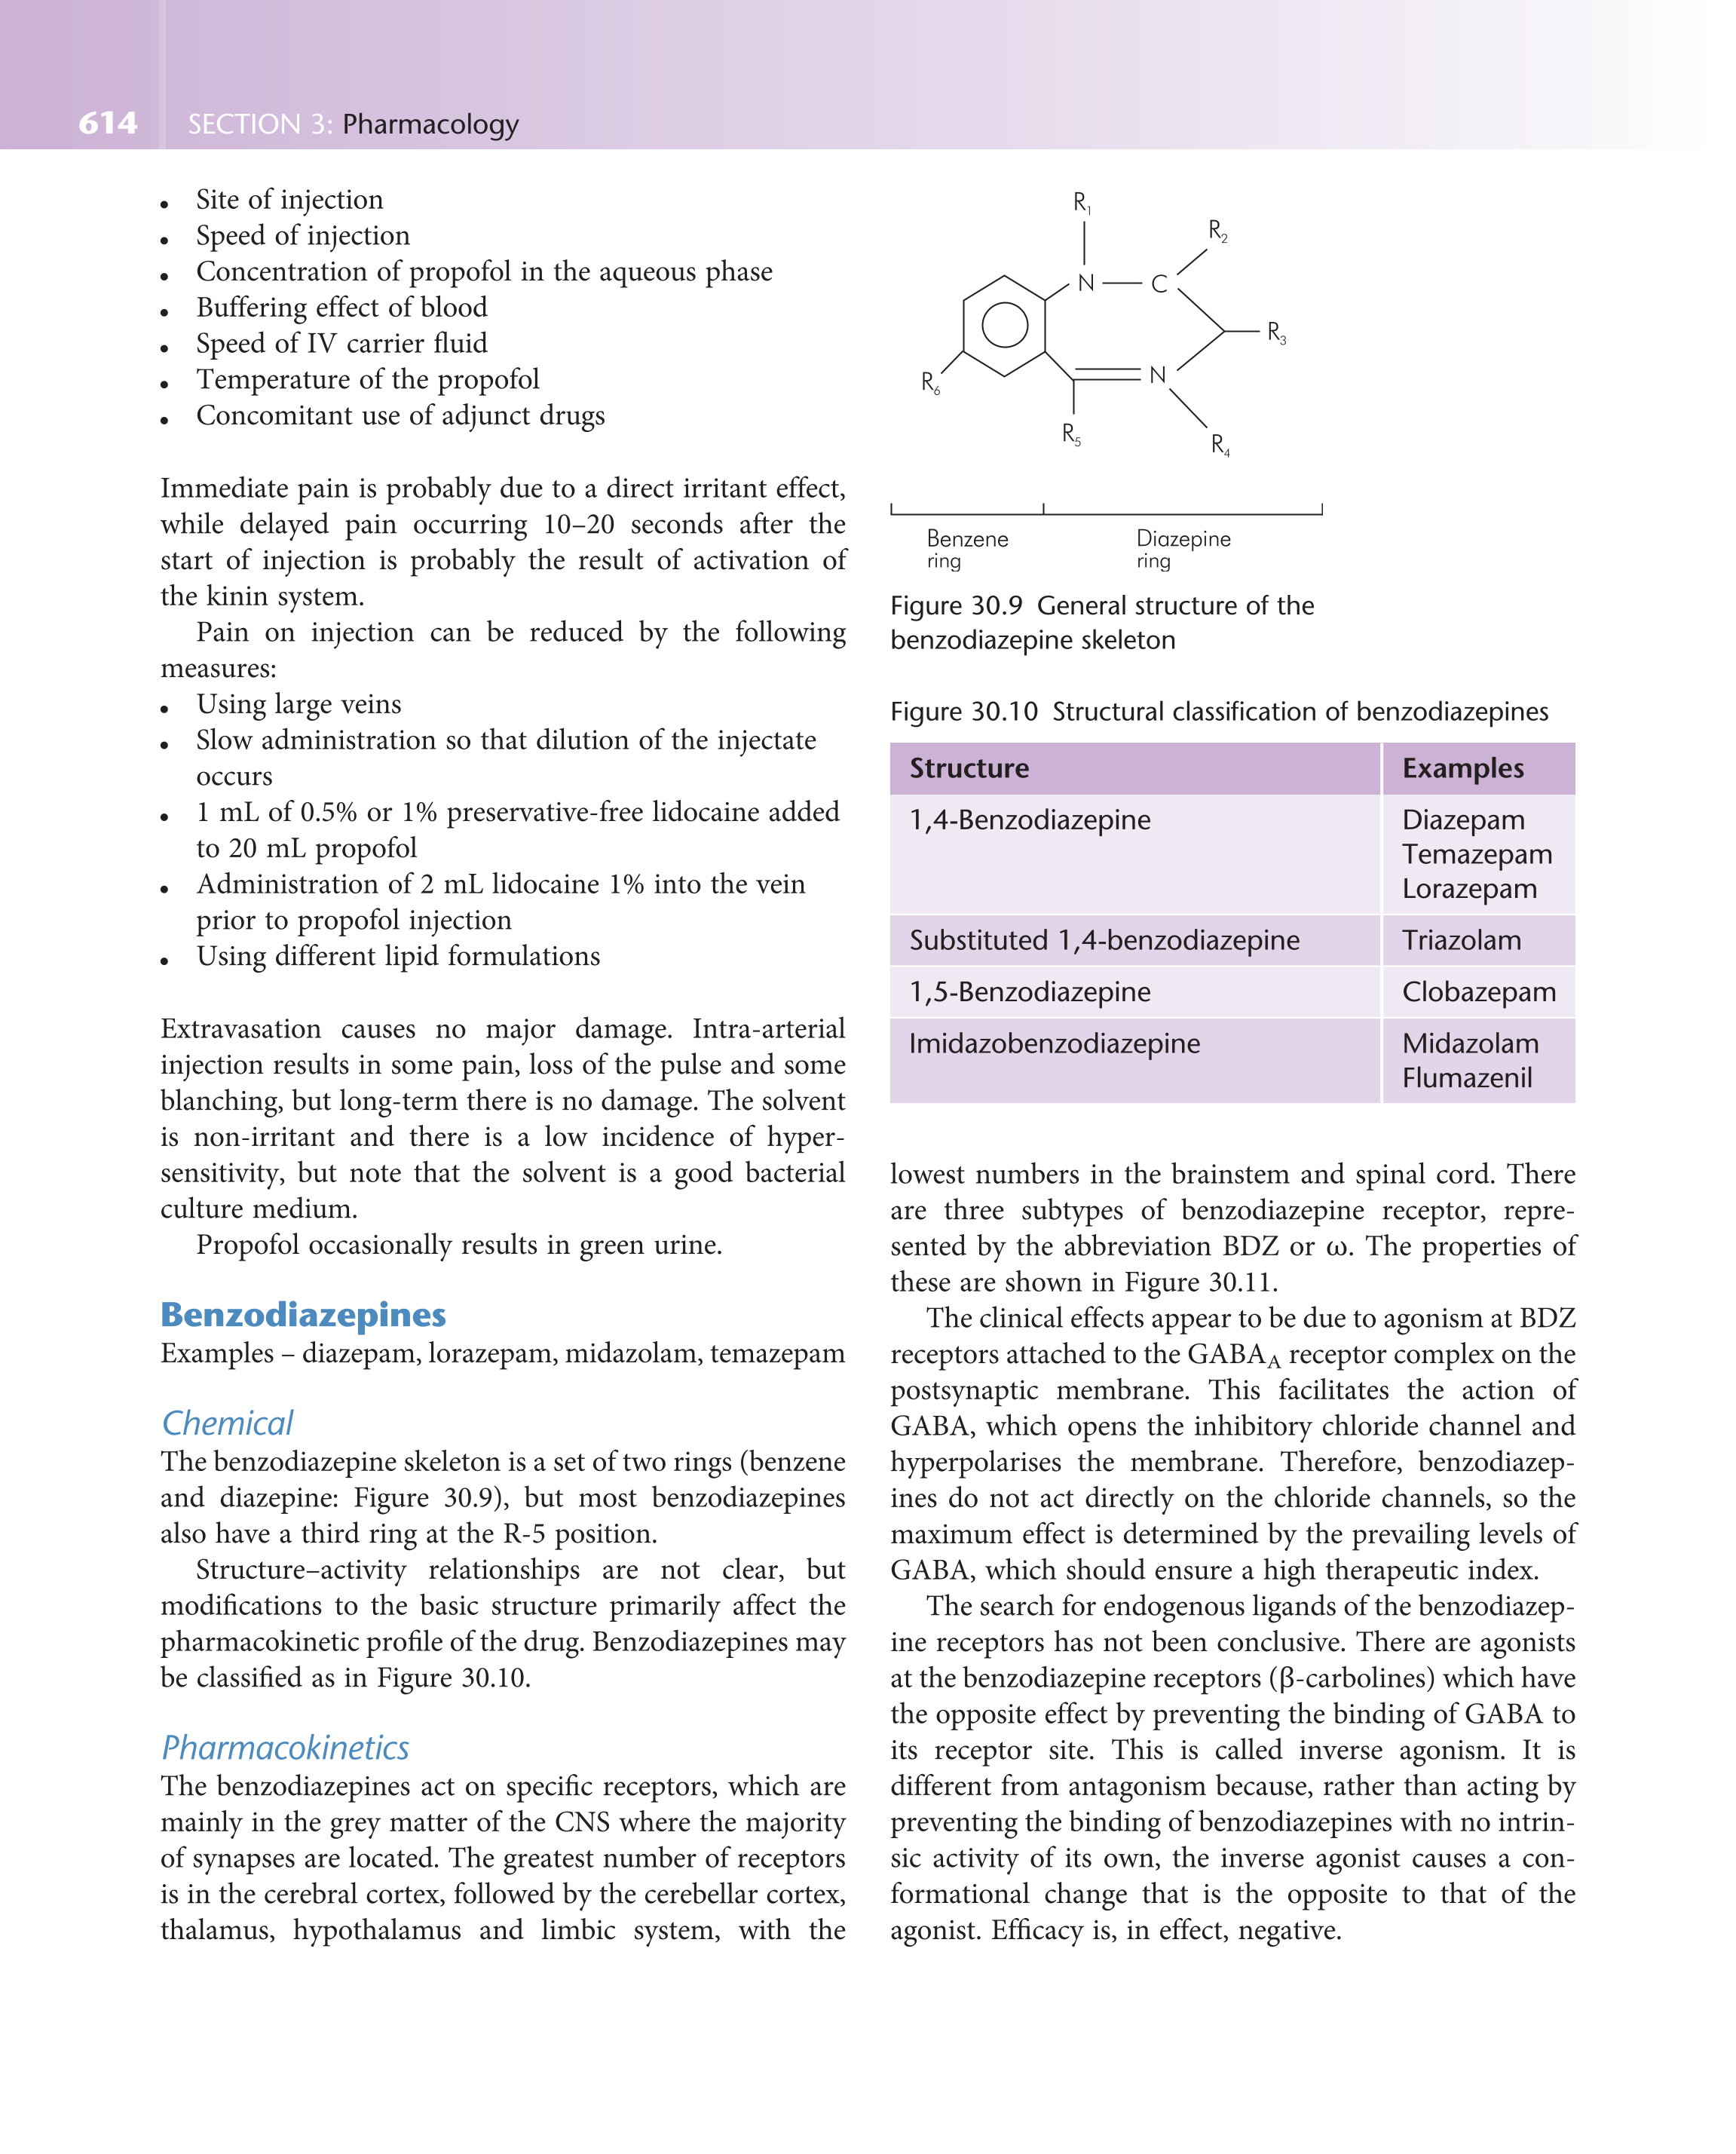 614
SECTION 3: Pharmacology
• Site of injection
• Speed of injection
• Concentration of propofol in the aqueous phase
• Buffering effect of blood
• Speed of IV carrier fluid
• Temperature of the propofol
• Concomitant use of adjunct drugs
Immediate pain is probably due to a direct irritant effect,
while delayed pain occurring 10–20 seconds after the
start of injection is probably the result of activation of
the kinin system.
Pain on injection can be reduced by the following
measures:
• Using large veins
• Slow administration so that dilution of the injectate
occurs
• 1 mL of 0.5% or 1% preservative-free lidocaine added
to 20 mL propofol
• Administration of 2 mL lidocaine 1% into the vein
prior to propofol injection
• Using different lipid formulations
Extravasation causes no major damage. Intra-arterial
injection results in some pain, loss of the pulse and some
blanching, but long-term there is no damage. The solvent
is non-irritant and there is a low incidence of hyper-
sensitivity, but note that the solvent is a good bacterial
culture medium.
Propofol occasionally results in green urine.
Benzodiazepines
Examples – diazepam, lorazepam, midazolam, temazepam
Chemical
The benzodiazepine skeleton is a set of two rings (benzene
and diazepine: Figure 30.9), but most benzodiazepines
also have a third ring at the R-5 position.
Structure–activity relationships are not clear, but
modifications to the basic structure primarily affect the
pharmacokinetic profile of the drug. Benzodiazepines may
be classified as in Figure 30.10.
Pharmacokinetics
The benzodiazepines act on specific receptors, which are
mainly in the grey matter of the CNS where the majority
of synapses are located. The greatest number of receptors
is in the cerebral cortex, followed by the cerebellar cortex,
thalamus, hypothalamus and limbic system, with the
R1
R2
N
C
R3
N
R6
R5
R4
Benzene
ring
Diazepine
ring
Figure 30.9 General structure of the
benzodiazepine skeleton
Figure 30.10 Structural classification of benzodiazepines
Structure Examples
1,4-Benzodiazepine Diazepam
Temazepam
Lorazepam
Substituted 1,4-benzodiazepine Triazolam
1,5-Benzodiazepine Clobazepam
Imidazobenzodiazepine Midazolam
Flumazenil
lowest numbers in the brainstem and spinal cord. There
are three subtypes of benzodiazepine receptor, repre-
sented by the abbreviation BDZ or ω. The properties of
these are shown in Figure 30.11.
The clinical effects appear to be due to agonism at BDZ
receptors attached to the GABAA receptor complex on the
postsynaptic membrane. This facilitates the action of
GABA, which opens the inhibitory chloride channel and
hyperpolarises the membrane. Therefore, benzodiazep-
ines do not act directly on the chloride channels, so the
maximum effect is determined by the prevailing levels of
GABA, which should ensure a high therapeutic index.
The search for endogenous ligands of the benzodiazep-
ine receptors has not been conclusive. There are agonists
at the benzodiazepine receptors (β-carbolines) which have
the opposite effect by preventing the binding of GABA to
its receptor site. This is called inverse agonism. It is
different from antagonism because, rather than acting by
preventing the binding of benzodiazepines with no intrin-
sic activity of its own, the inverse agonist causes a con-
formational change that is the opposite to that of the
agonist. Efficacy is, in effect, negative.